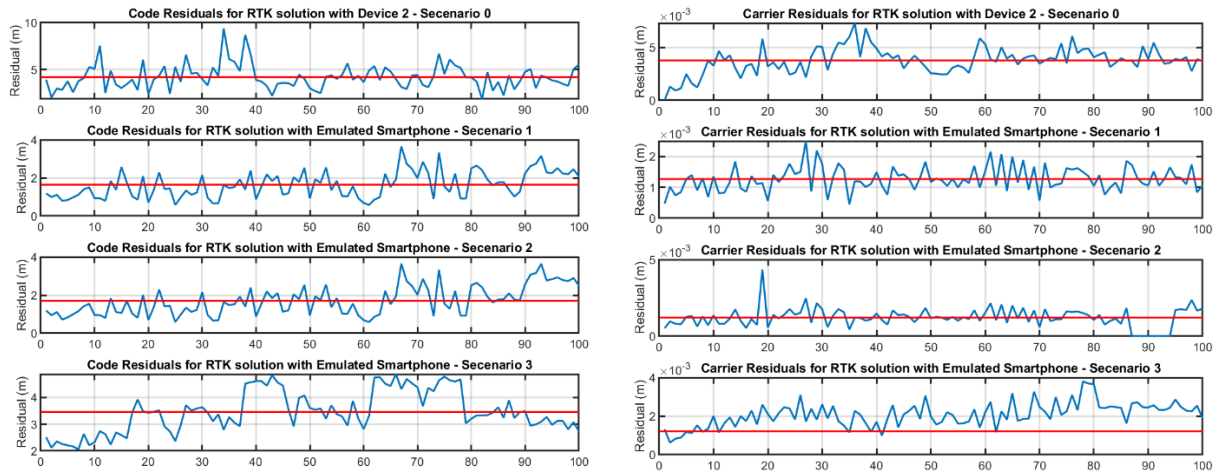 Code Residuals for RTK solution with Device 2 - Secenario 0
10
5
Residual (m)
0 10 20 30 40 50 60 70 80 90 100
Code Residuals for RTK solution with Emulated Smartphone - Secenario 1
4
2
0
Residual (m)
0 10 20 30 40 50 60 70 80 90 100
Code Residuals for RTK solution with Emulated Smartphone - Secenario 2
4
2
0
Residual (m)
0 10 20 30 40 50 60 70 80 90 100
Code Residuals for RTK solution with Emulated Smartphone - Secenario 3
4
3
2
Residual (m)
0 10 20 30 40 50 60 70 80 90 100
Carrier Residuals for RTK solution with Device 2 - Secenario 0
×10-3
5
0
Residual (m)
0 10 20 30 40 50 60 70 80 90 100
Carrier Residuals for RTK solution with Emulated Smartphone - Secenario 1
×10-3
2
1
0
Residual (m)
0 10 20 30 40 50 60 70 80 90 100
Carrier Residuals for RTK solution with Emulated Smartphone - Secenario 2
×10-3
5
0
Residual (m)
0 10 20 30 40 50 60 70 80 90 100
Carrier Residuals for RTK solution with Emulated Smartphone - Secenario 3
×10-3
4
2
0
Residual (m)
0 10 20 30 40 50 60 70 80 90 100